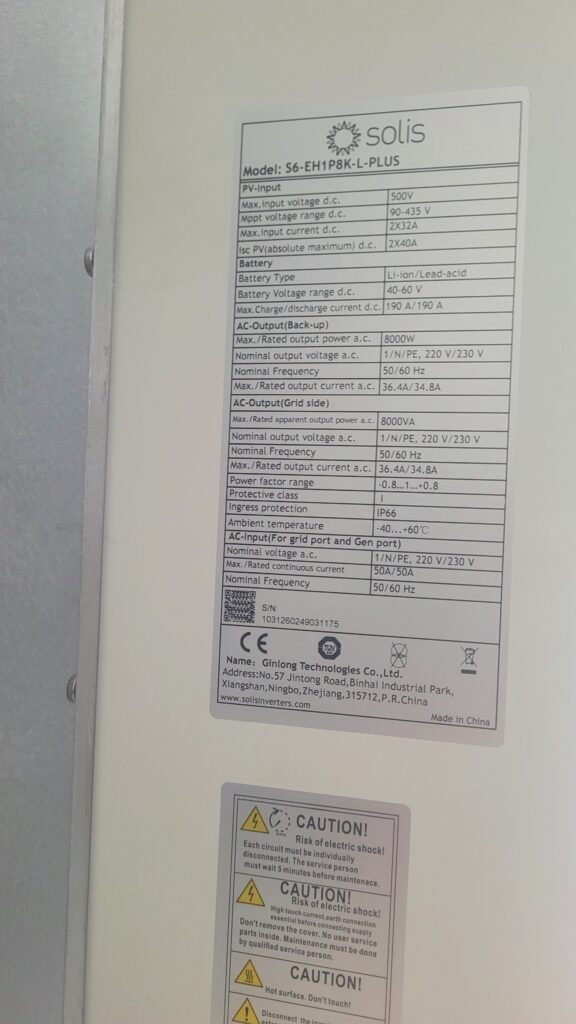 solis
Model: S6-EH1P8K-L-PLUS
PV-Input
Max.input voltage d.c. 500V
Mppt voltage range d.c. 90-435 V
Max.input current d.c. 2X32A
Isc PV(absolute maximum) d.c. 2X40A
Battery
Battery Type Li-ion/Lead-acid
Battery Voltage range d.c. 40-60 V
Max.Charge/discharge current d.c. 190 A/190 A
AC-Output(Back-up)
Max./Rated output power a.c. 8000W
Nominal output voltage a.c. 1/N/PE, 220 V/230 V
Nominal Frequency 50/60 Hz
Max./Rated output current a.c. 36.4A/34.8A
AC-Output(Grid side)
Max./Rated apparent output power a.c. 8000VA
Nominal output voltage a.c. 1/N/PE, 220 V/230 V
Nominal Frequency 50/60 Hz
Max./Rated output current a.c. 36.4A/34.8A
Power factor range -0.8...1...+0.8
Protective class I
Ingress protection IP66
Ambient temperature -40...+60℃
AC-Input(For grid port and Gen port)
Nominal voltage a.c. 1/N/PE, 220 V/230 V
Max./Rated continuous current 50A/50A
Nominal Frequency 50/60 Hz
S/N:
1031260249031175
CE TÜV
Name: Ginlong Technologies Co.,Ltd.
Address:No.57 Jintong Road,Binhai Industrial Park,
Xiangshan,Ningbo,Zhejiang,315712,P.R.China
www.solisinverters.com
Made in China
CAUTION!
Risk of electric shock!
Each circuit must be individually
disconnected. The service person
must wait 5 minutes before maintenace.
CAUTION!
Risk of electric shock!
High touch current,earth connection
essential before connecting supply
Don't remove the cover. No user service
parts inside. Maintenance must be done
by qualified service person.
CAUTION!
Hot surface. Don't touch!
Disconnect the